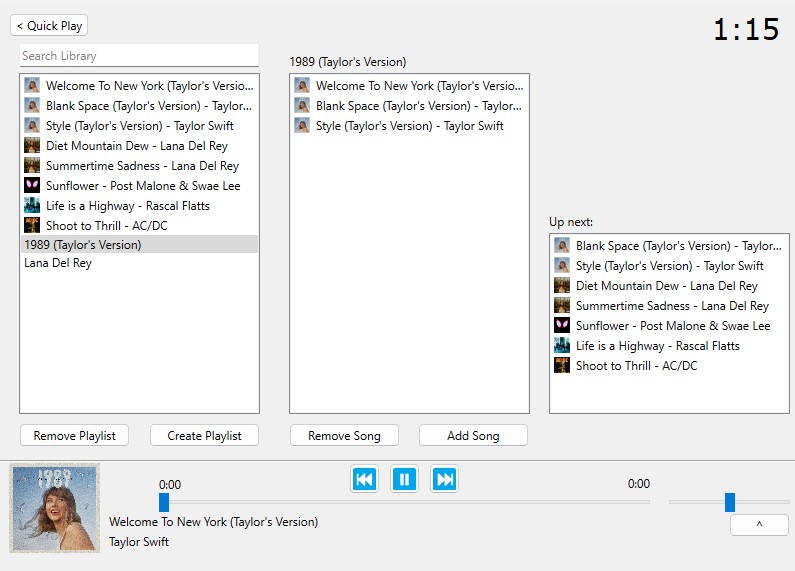 < Quick Play
1:15
Search Library
1989 (Taylor's Version)
Welcome To New York (Taylor's Versio...
Blank Space (Taylor's Version) - Taylor...
Style (Taylor's Version) - Taylor Swift
Diet Mountain Dew - Lana Del Rey
Summertime Sadness - Lana Del Rey
Sunflower - Post Malone & Swae Lee
Life is a Highway - Rascal Flatts
Shoot to Thrill - AC/DC
1989 (Taylor's Version)
Lana Del Rey
Welcome To New York (Taylor's Versio...
Blank Space (Taylor's Version) - Taylor...
Style (Taylor's Version) - Taylor Swift
Up next:
Blank Space (Taylor's Version) - Taylor...
Style (Taylor's Version) - Taylor Swift
Diet Mountain Dew - Lana Del Rey
Summertime Sadness - Lana Del Rey
Sunflower - Post Malone & Swae Lee
Life is a Highway - Rascal Flatts
Shoot to Thrill - AC/DC
Remove Playlist
Create Playlist
Remove Song
Add Song
1989
0:00
0:00
Welcome To New York (Taylor's Version)
Taylor Swift
^